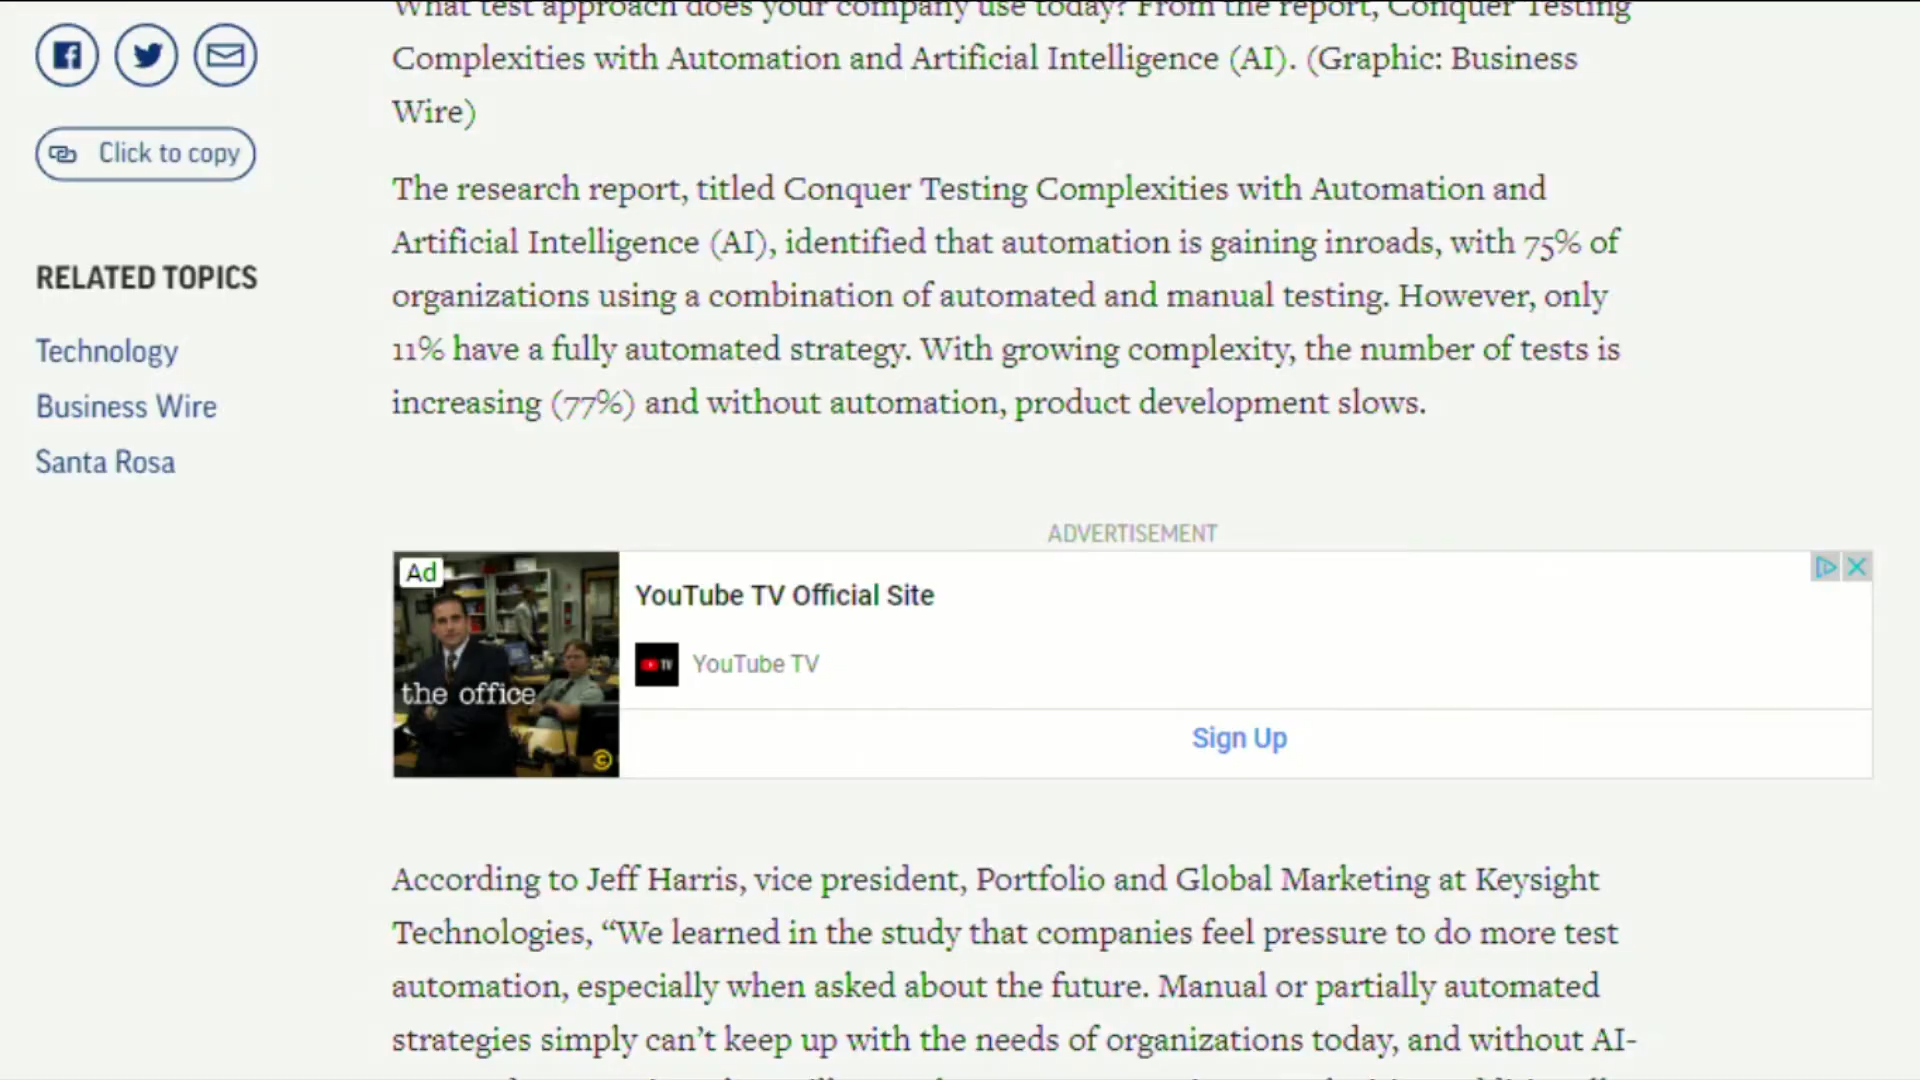 What test approach does your company use today? From the report, Conquer Testing
Complexities with Automation and Artificial Intelligence (AI). (Graphic: Business
Wire)
Click to copy
The research report, titled Conquer Testing Complexities with Automation and
Artificial Intelligence (AI), identified that automation is gaining inroads, with 75% of
organizations using a combination of automated and manual testing. However, only
11% have a fully automated strategy. With growing complexity, the number of tests is
increasing (77%) and without automation, product development slows.
RELATED TOPICS
Technology
Business Wire
Santa Rosa
ADVERTISEMENT
Ad
the office
YouTube TV Official Site
TV
YouTube TV
Sign Up
According to Jeff Harris, vice president, Portfolio and Global Marketing at Keysight
Technologies, “We learned in the study that companies feel pressure to do more test
automation, especially when asked about the future. Manual or partially automated
strategies simply can’t keep up with the needs of organizations today, and without AI-